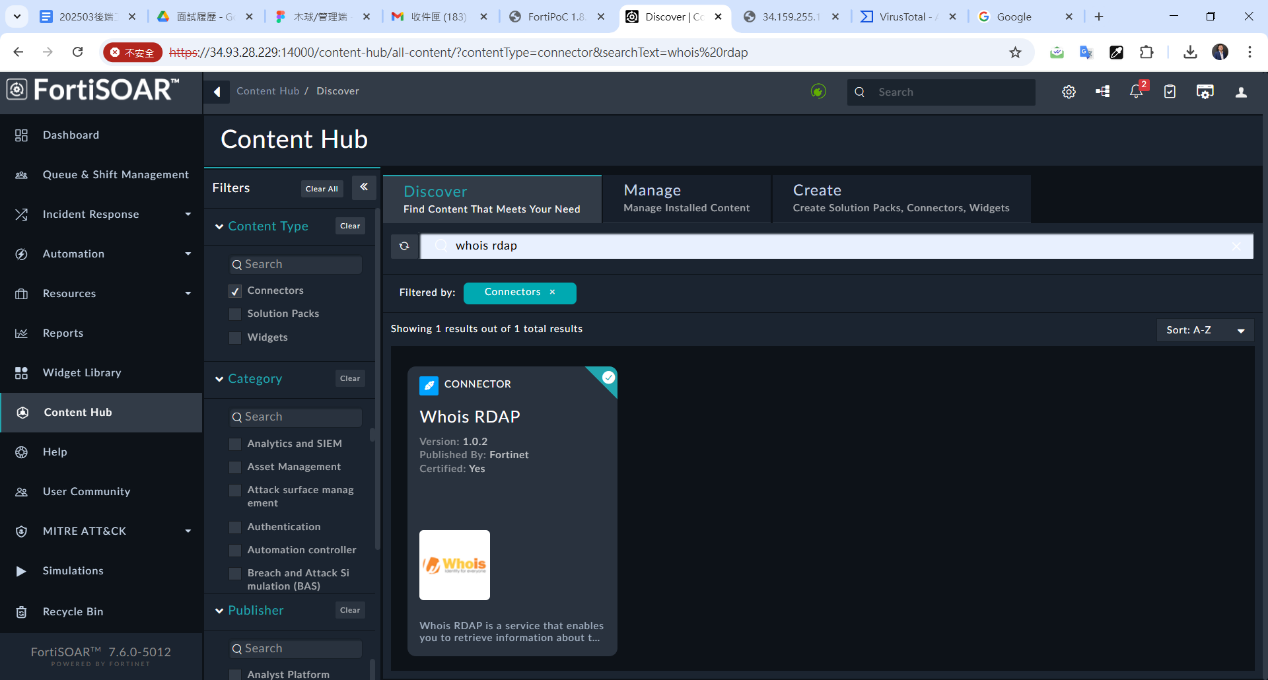 202503後端工
面試履歷 - G
木球/管理端 -
收件匣 (183)
FortiPoC 1.8.
Discover | Co
34.159.255.1
VirusTotal - A
Google
不安全
https://34.93.28.229:14000/content-hub/all-content/?contentType=connector&searchText=whois%20rdap
FortiSOAR™
Content Hub / Discover
Search
2
Dashboard
Queue & Shift Management
Incident Response
Automation
Resources
Reports
Widget Library
Content Hub
Help
User Community
MITRE ATT&CK
Simulations
Recycle Bin
FortiSOAR™ 7.6.0-5012
POWERED BY FORTINET
Content Hub
Filters
Clear All
Content Type
Clear
Search
Connectors
Solution Packs
Widgets
Category
Clear
Search
Analytics and SIEM
Asset Management
Attack surface manag
ement
Authentication
Automation controller
Breach and Attack Si
mulation (BAS)
Publisher
Clear
Search
Analyst Platform
Discover
Find Content That Meets Your Need
Manage
Manage Installed Content
Create
Create Solution Packs, Connectors, Widgets
whois rdap
Filtered by:
Connectors ×
Showing 1 results out of 1 total results
Sort: A-Z
CONNECTOR
Whois RDAP
Version: 1.0.2
Published By: Fortinet
Certified: Yes
Whois
Whois RDAP is a service that enables
you to retrieve information about t...